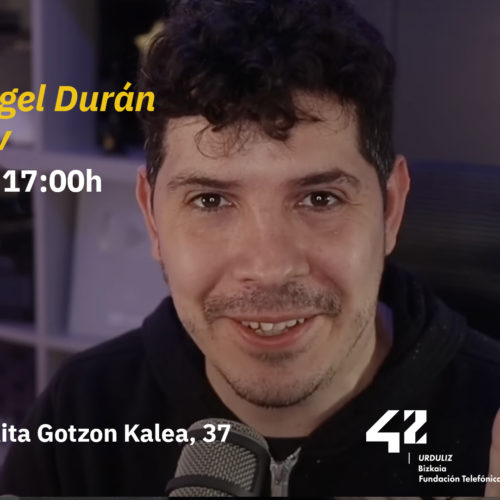 gel Durán
17:00h
ita Gotzon Kalea, 37
42
URDULIZ
Bizkaia
Fundación Telefónic